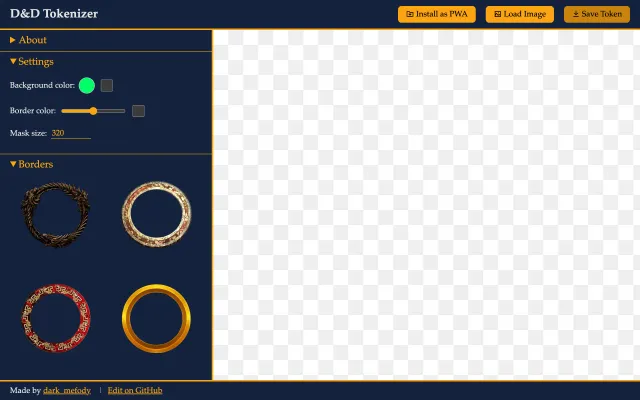 D&D Tokenizer
Install as PWA
Load Image
Save Token
About
Settings
Background color:
Border color:
Mask size: 320
Borders
Made by dark_mefody | Edit on GitHub